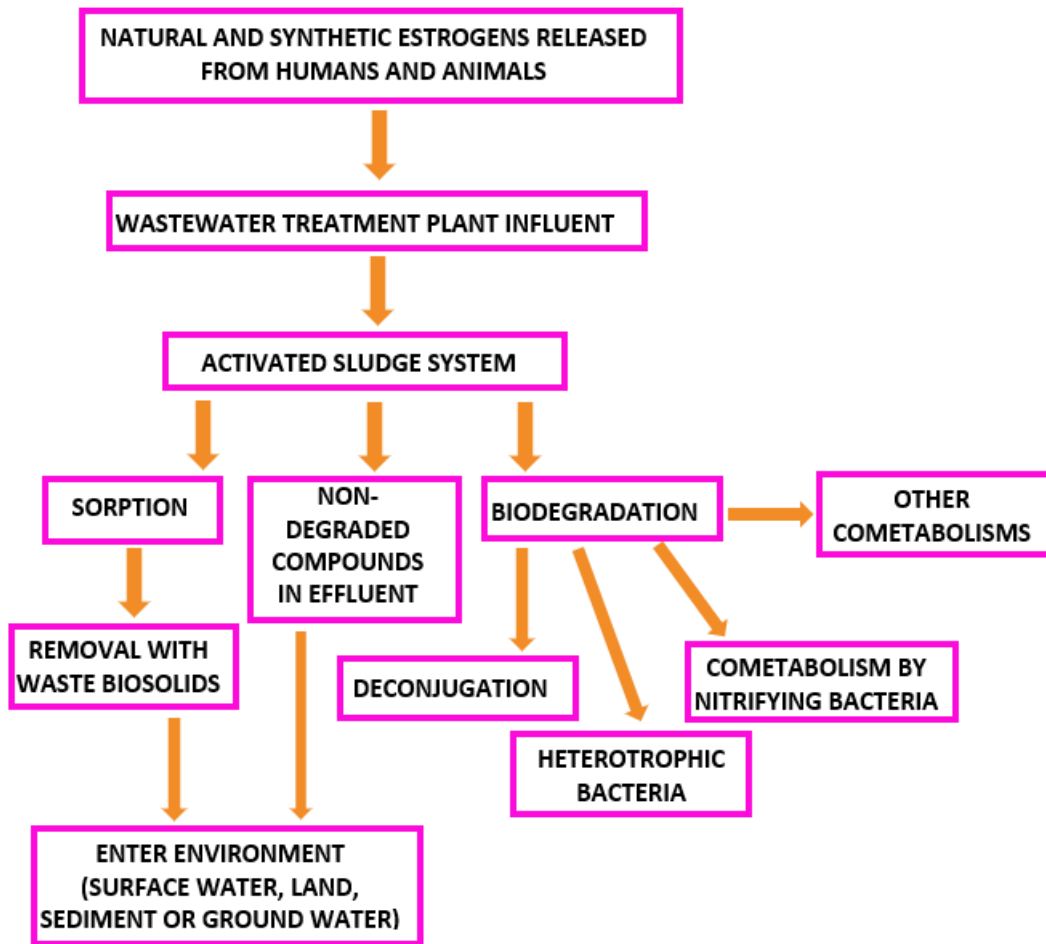 NATURAL AND SYNTHETIC ESTROGENS RELEASED
FROM HUMANS AND ANIMALS
WASTEWATER TREATMENT PLANT INFLUENT
ACTIVATED SLUDGE SYSTEM
SORPTION
NON-
DEGRADED
COMPOUNDS
IN EFFLUENT
BIODEGRADATION
OTHER
COMETABOLISMS
REMOVAL WITH
WASTE BIOSOLIDS
DECONJUGATION
COMETABOLISM BY
NITRIFYING BACTERIA
HETEROTROPHIC
BACTERIA
ENTER ENVIRONMENT
(SURFACE WATER, LAND,
SEDIMENT OR GROUND WATER)